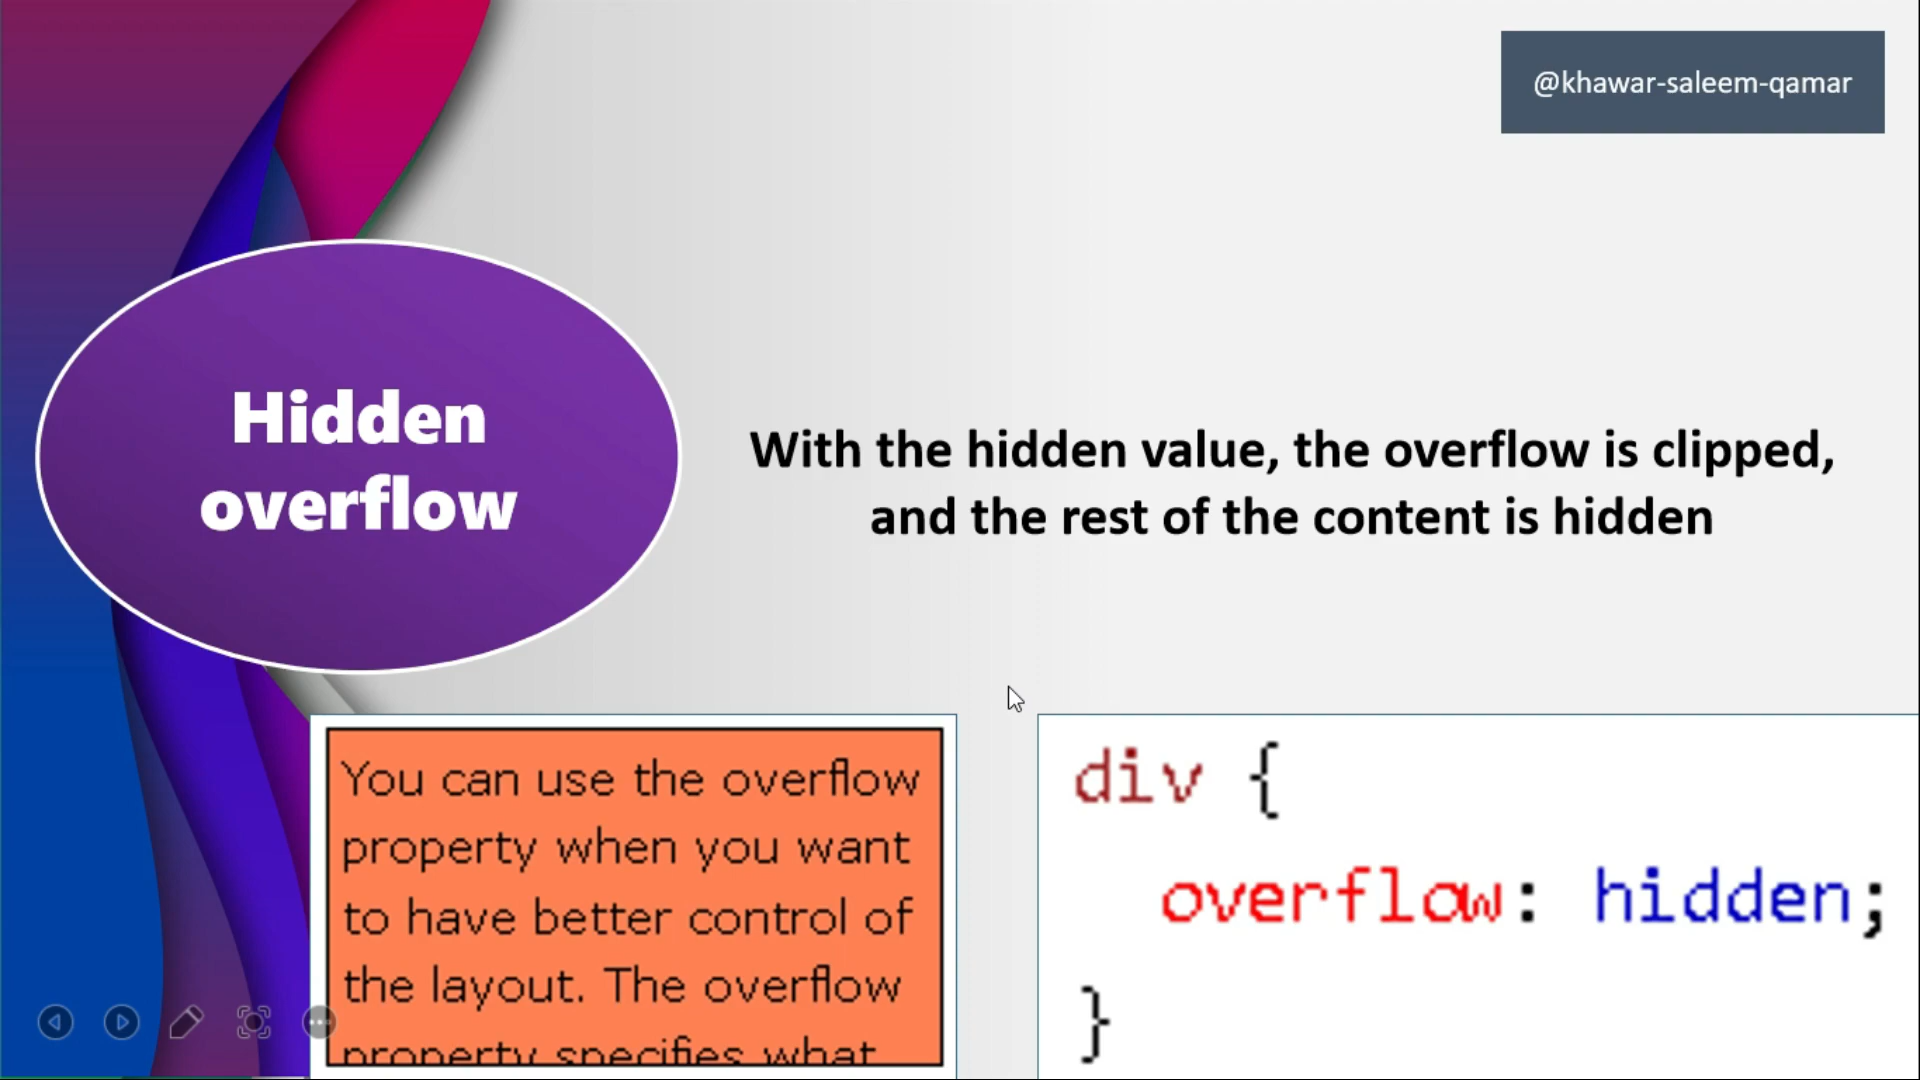 @khawar-saleem-qamar
Hidden
overflow
With the hidden value, the overflow is clipped,
and the rest of the content is hidden
You can use the overflow
property when you want
to have better control of
the layout. The overflow
property specifies what
div {
overflow: hidden;
}